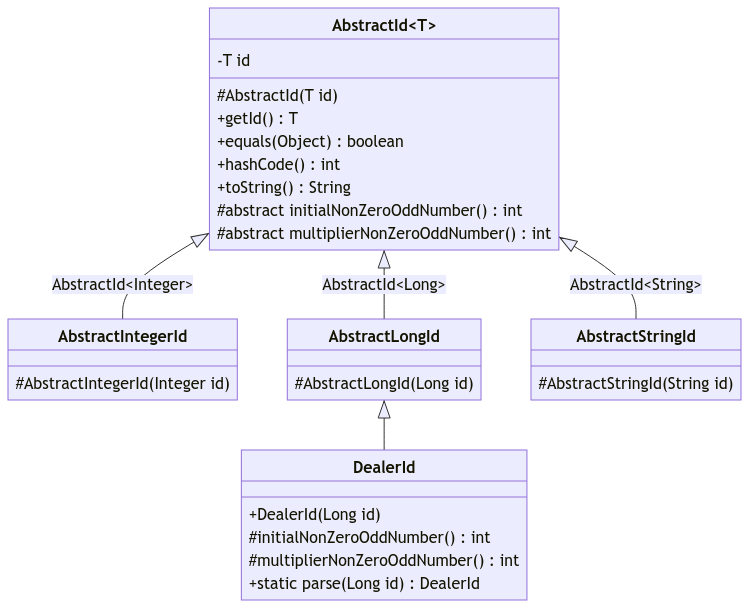 AbstractId<T>
-T id
#AbstractId(T id)
+getId() : T
+equals(Object) : boolean
+hashCode() : int
+toString() : String
#abstract initialNonZeroOddNumber() : int
#abstract multiplierNonZeroOddNumber() : int
AbstractId<Integer>
AbstractId<Long>
AbstractId<String>
AbstractIntegerId
#AbstractIntegerId(Integer id)
AbstractLongId
#AbstractLongId(Long id)
AbstractStringId
#AbstractStringId(String id)
DealerId
+DealerId(Long id)
#initialNonZeroOddNumber() : int
#multiplierNonZeroOddNumber() : int
+static parse(Long id) : DealerId